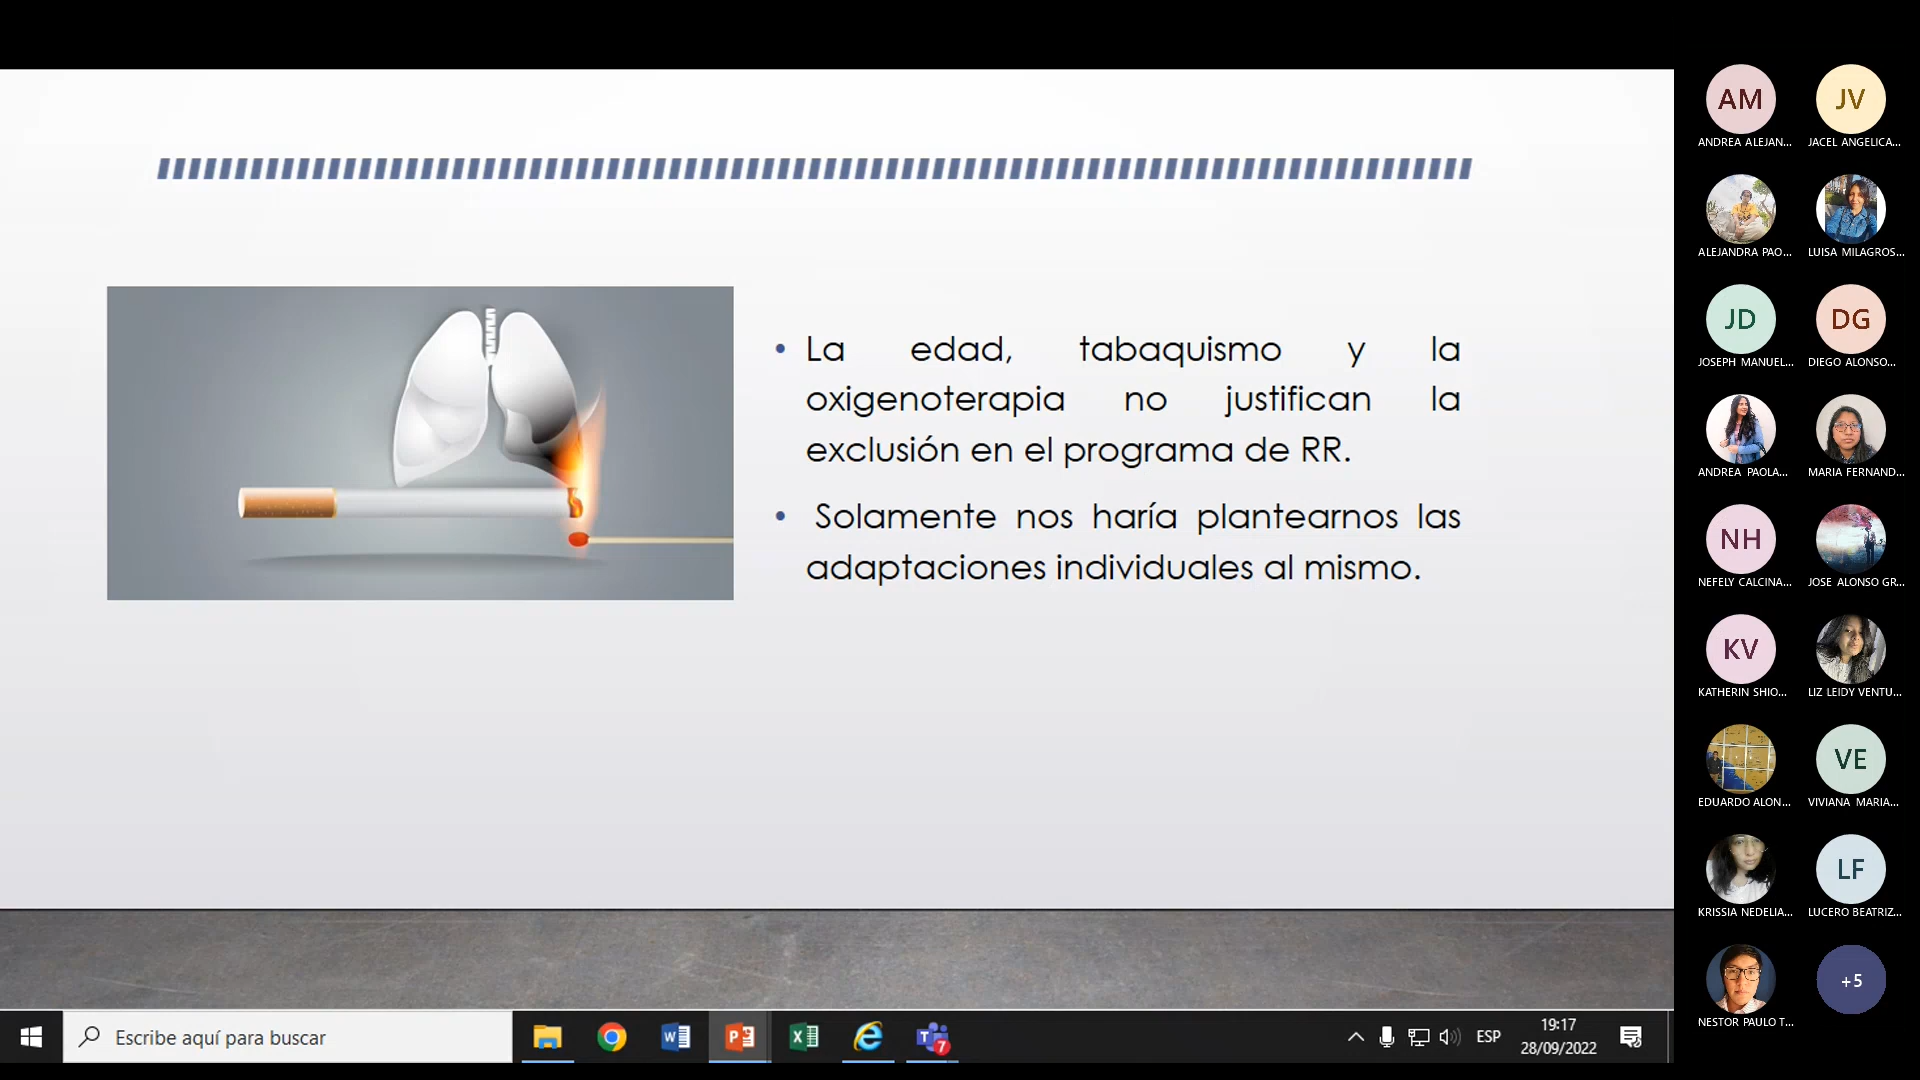 • La edad, tabaquismo y la
oxigenoterapia no justifican la
exclusión en el programa de RR.
• Solamente nos haría plantearnos las
adaptaciones individuales al mismo.
AM
JV
ANDREA ALEJAN...
JACEL ANGELICA...
ALEJANDRA PAO...
LUISA MILAGROS...
JD
DG
JOSEPH MANUEL...
DIEGO ALONSO...
ANDREA PAOLA...
MARIA FERNAND...
NH
NEFELY CALCINA...
JOSE ALONSO GR...
KV
KATHERIN SHIO...
LIZ LEIDY VENTU...
VE
EDUARDO ALON...
VIVIANA MARIA...
LF
KRISSIA NEDELIA...
LUCERO BEATRIZ...
+5
NESTOR PAULO T...
Escribe aquí para buscar
7
ESP
19:17
28/09/2022